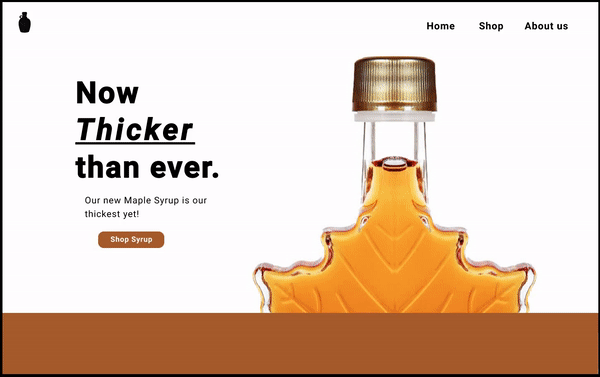 Home Shop About us
Now
Thicker
than ever.
Our new Maple Syrup is our
thickest yet!
Shop Syrup